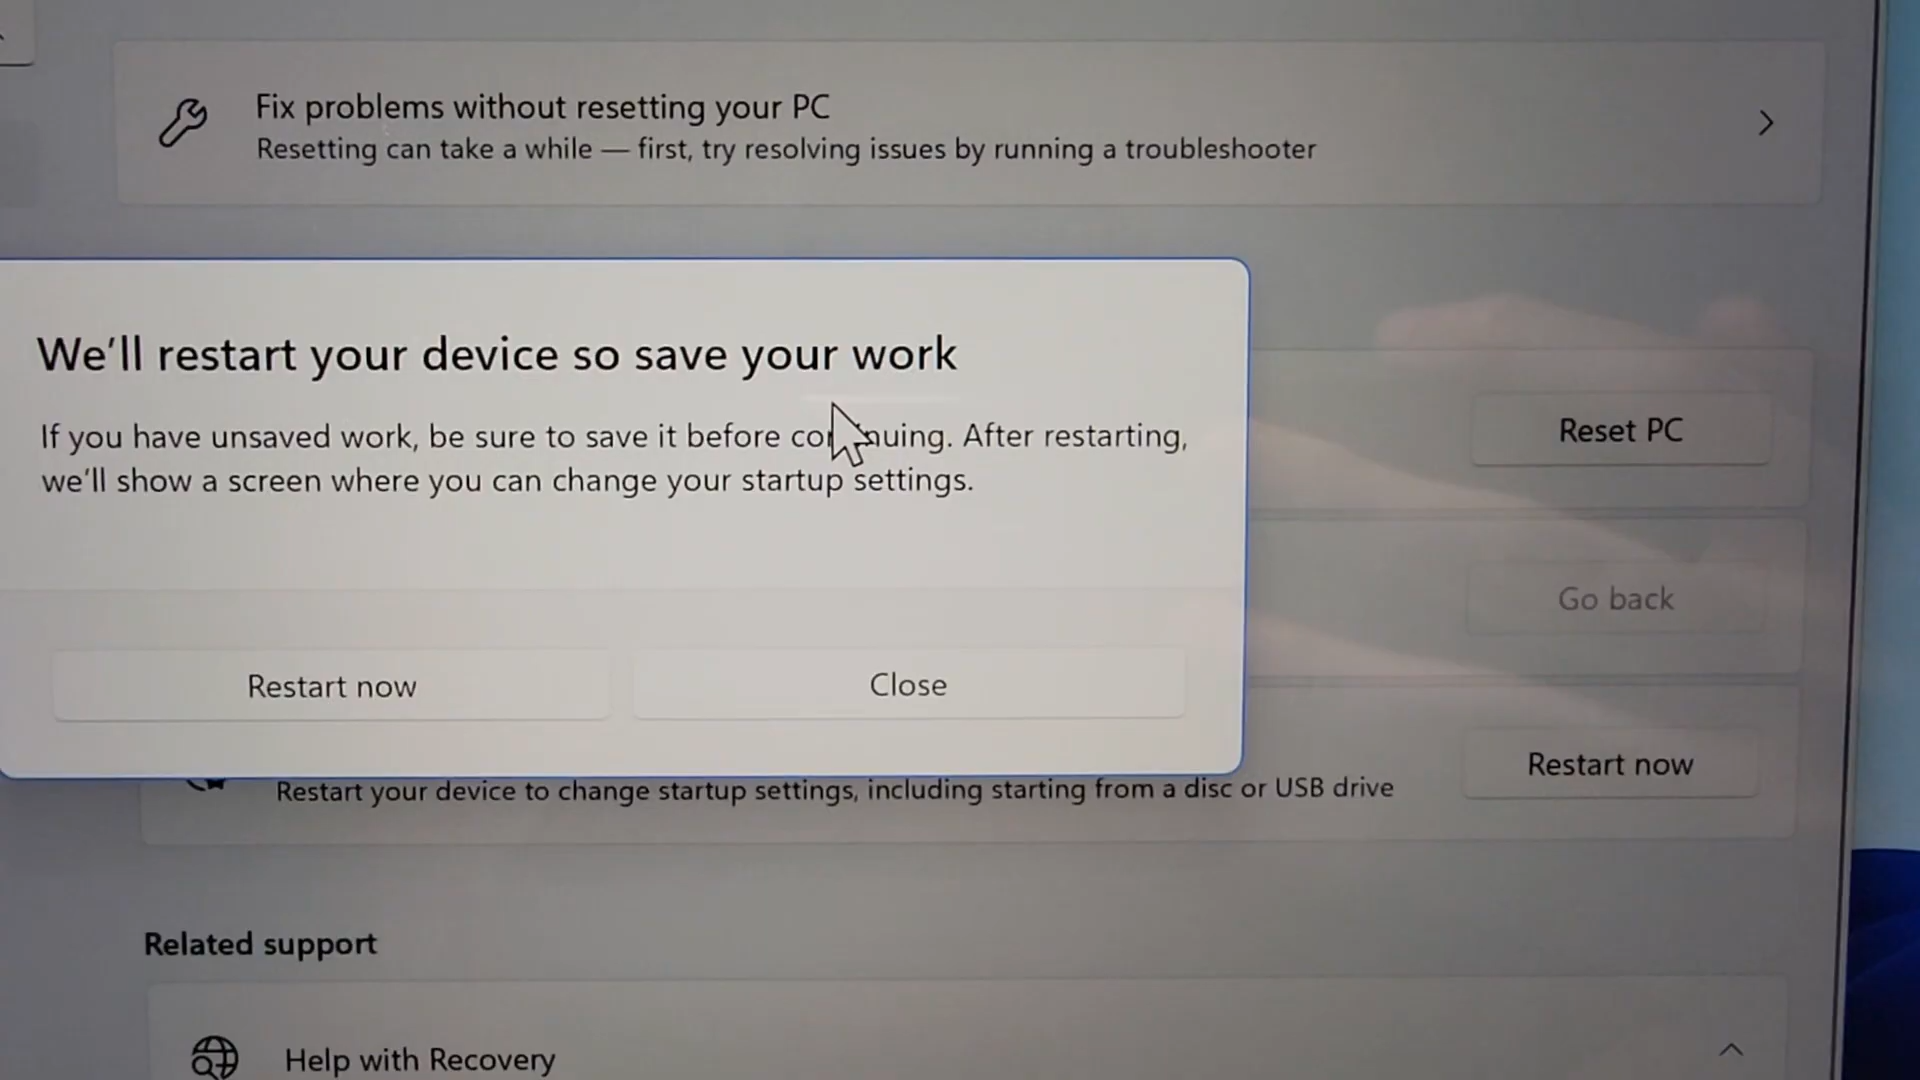 Fix problems without resetting your PC
Resetting can take a while — first, try resolving issues by running a troubleshooter
We'll restart your device so save your work
If you have unsaved work, be sure to save it before continuing. After restarting,
we'll show a screen where you can change your startup settings.
Reset PC
Go back
Restart now
Close
Restart your device to change startup settings, including starting from a disc or USB drive
Restart now
Related support
Help with Recovery